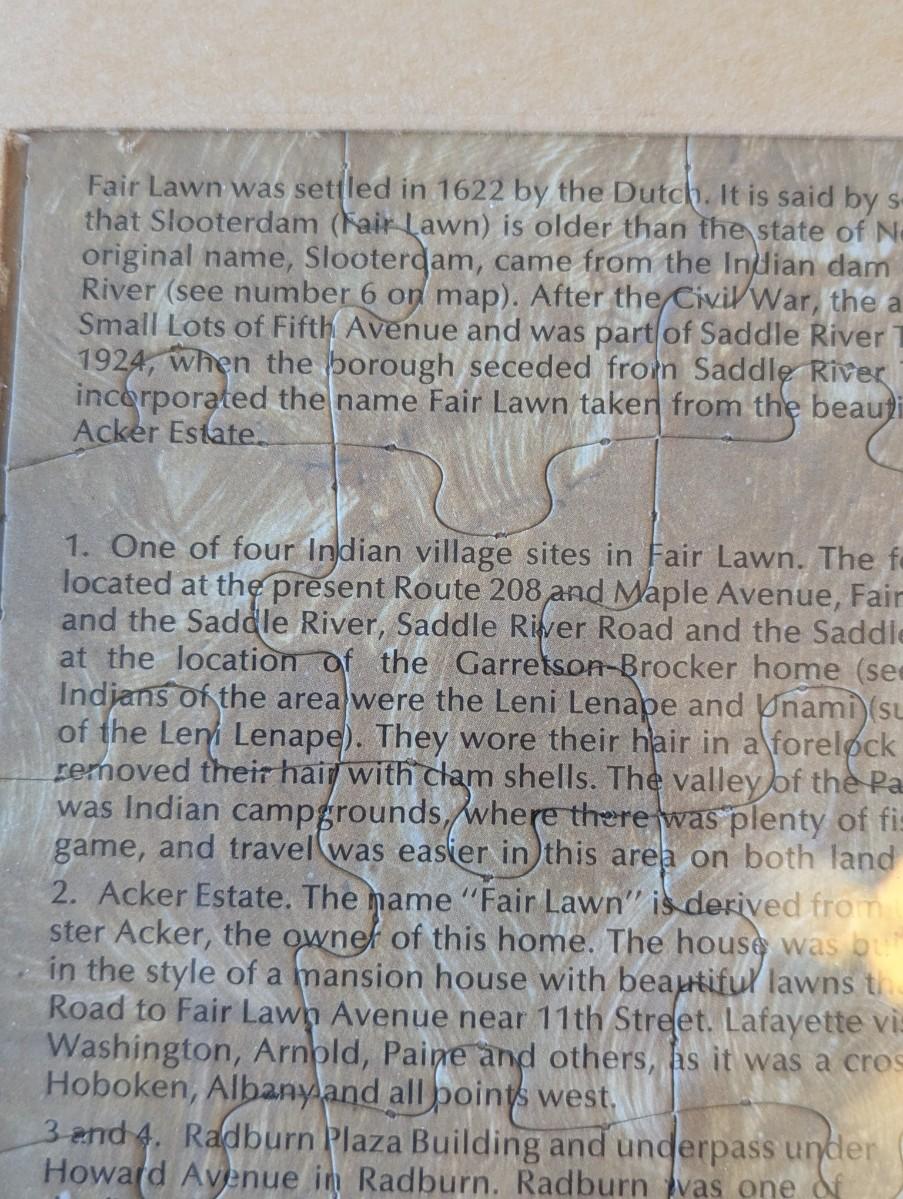 Fair Lawn was settled in 1622 by the Dutch. It is said by s
that Slooterdam (Fair Lawn) is older than the state of Ne
original name, Slooterdam, came from the Indian dam
River (see number 6 on map). After the Civil War, the a
Small Lots of Fifth Avenue and was part of Saddle River T
1924, when the borough seceded from Saddle River
incorporated the name Fair Lawn taken from the beauti
Acker Estate.
1. One of four Indian village sites in Fair Lawn. The fo
located at the present Route 208 and Maple Avenue, Fair
and the Saddle River, Saddle River Road and the Saddle
at the location of the Garretson-Brocker home (see
Indians of the area were the Leni Lenape and Unami (su
of the Leni Lenape). They wore their hair in a forelock
removed their hair with clam shells. The valley of the Pa
was Indian campgrounds, where there was plenty of fis
game, and travel was easier in this area on both land
2. Acker Estate. The name "Fair Lawn" is derived from
ster Acker, the owner of this home. The house was bu
in the style of a mansion house with beautiful lawns th
Road to Fair Lawn Avenue near 11th Street. Lafayette vis
Washington, Arnold, Paine and others, as it was a cros
Hoboken, Albany and all points west.
3 and 4. Radburn Plaza Building and underpass under
Howard Avenue in Radburn. Radburn was one of